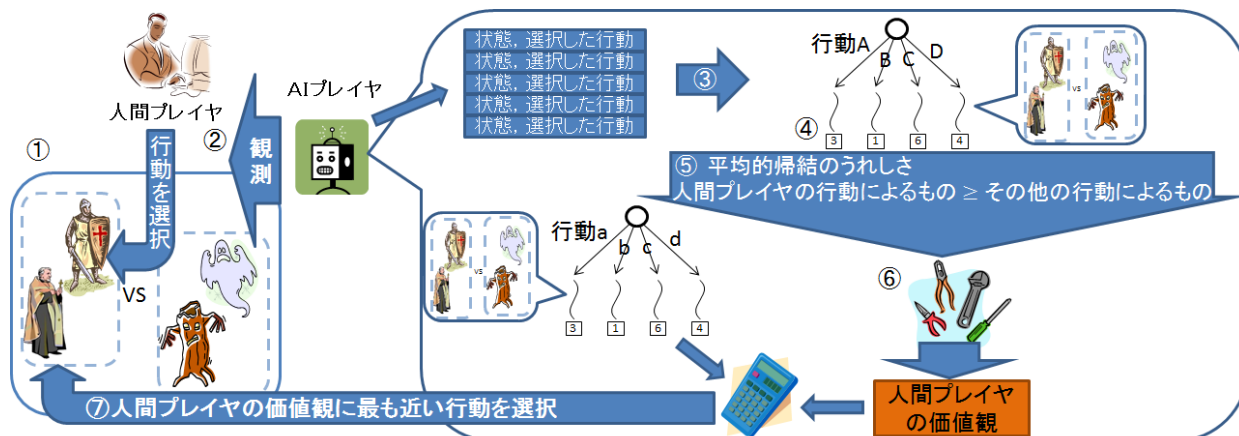 人間プレイヤ
①
行動を選択
②
観測
AIプレイヤ
VS
状態，選択した行動
状態，選択した行動
状態，選択した行動
状態，選択した行動
状態，選択した行動
③
行動A
B
C
D
④
3
1
6
4
vs
⑤ 平均的帰結のうれしさ
人間プレイヤの行動によるもの ≥ その他の行動によるもの
行動a
b
c
d
3
1
6
4
vs
⑥
人間プレイヤ
の価値観
⑦人間プレイヤの価値観に最も近い行動を選択